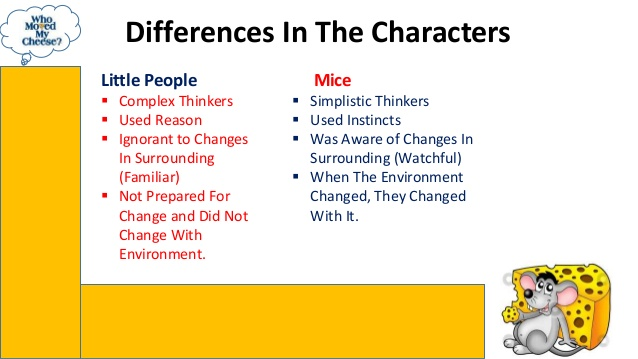 Who
Moved
My
Cheese?
Differences In The Characters
Little People
▪ Complex Thinkers
▪ Used Reason
▪ Ignorant to Changes
In Surrounding
(Familiar)
▪ Not Prepared For
Change and Did Not
Change With
Environment.
Mice
▪ Simplistic Thinkers
▪ Used Instincts
▪ Was Aware of Changes In
Surrounding (Watchful)
▪ When The Environment
Changed, They Changed
With It.